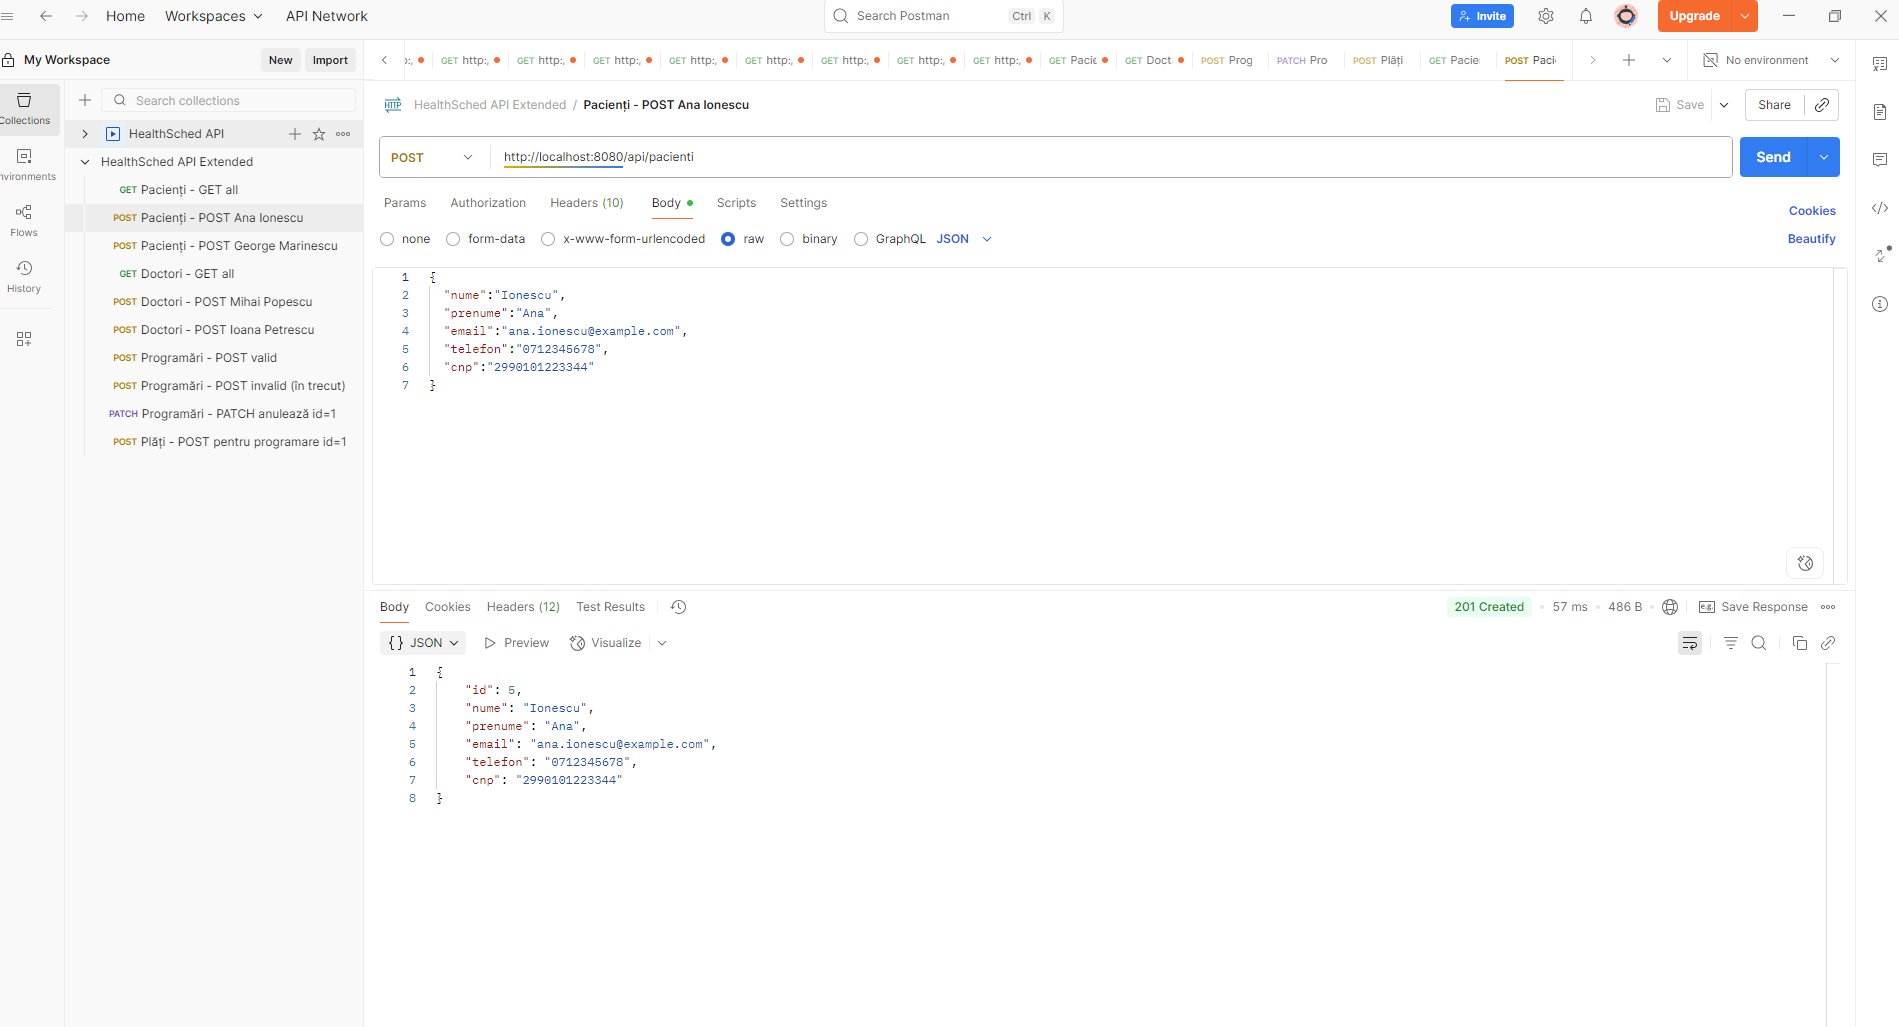 Home Workspaces API Network Search Postman Ctrl K Invite Upgrade
My Workspace New Import
GET http:, GET http:, GET http:, GET http:, GET http:, GET http:, GET http:, GET http:, GET Pacie GET Doct. POST Prog PATCH Pro POST Plăți GET Pacie POST Paci No environment
Collections
Search collections
HealthSched API
HealthSched API Extended
GET Pacienți - GET all
POST Pacienți - POST Ana Ionescu
POST Pacienți - POST George Marinescu
GET Doctori - GET all
POST Doctori - POST Mihai Popescu
POST Doctori - POST Ioana Petrescu
POST Programări - POST valid
POST Programări - POST invalid (în trecut)
PATCH Programări - PATCH anulează id=1
POST Plăți - POST pentru programare id=1
nvironments
Flows
History
HTTP HealthSched API Extended / Pacienți - POST Ana Ionescu Save Share
POST http://localhost:8080/api/pacienti Send
Params Authorization Headers (10) Body Scripts Settings Cookies
none form-data x-www-form-urlencoded raw binary GraphQL JSON Beautify
1 {
2 "nume":"Ionescu",
3 "prenume":"Ana",
4 "email":"ana.ionescu@example.com",
5 "telefon":"0712345678",
6 "cnp":"2990101223344"
7 }
Body Cookies Headers (12) Test Results 201 Created 57 ms 486 B e.g. Save Response
{} JSON Preview Visualize
1 {
2 "id": 5,
3 "nume": "Ionescu",
4 "prenume": "Ana",
5 "email": "ana.ionescu@example.com",
6 "telefon": "0712345678",
7 "cnp": "2990101223344"
8 }